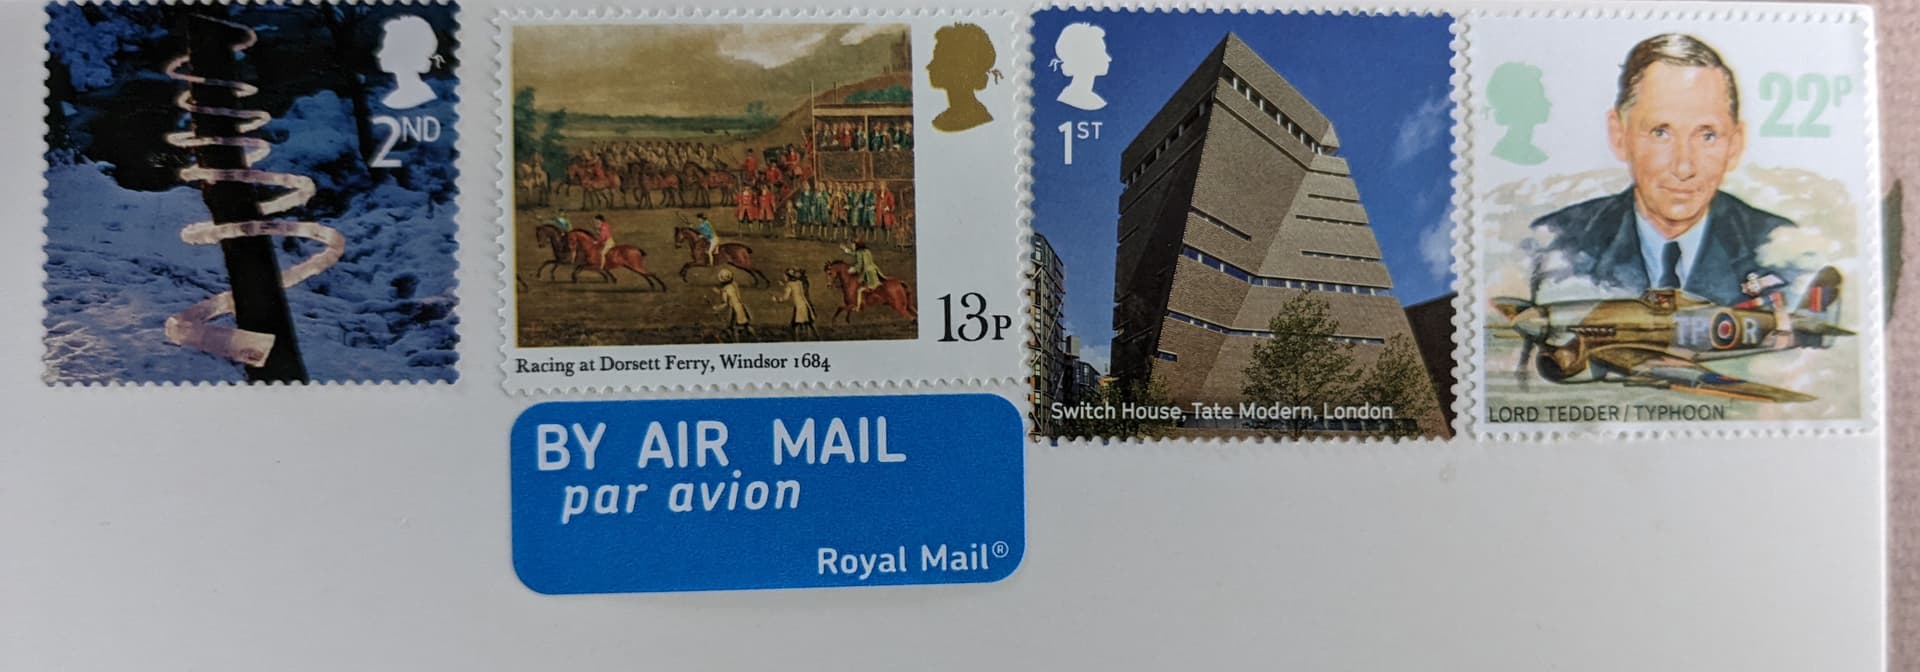 2ND
13P
Racing at Dorsett Ferry, Windsor 1684
1ST
Switch House, Tate Modern, London
22P
TP R
LORD TEDDER/TYPHOON
BY AIR MAIL
par avion
Royal Mail®